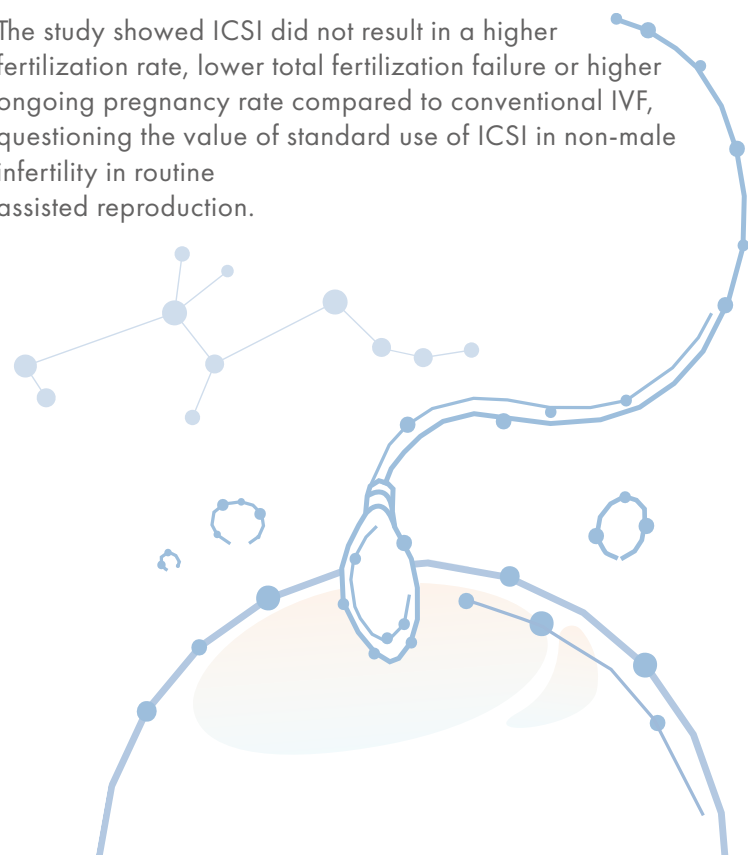 The study showed ICSI did not result in a higher
fertilization rate, lower total fertilization failure or higher
ongoing pregnancy rate compared to conventional IVF,
questioning the value of standard use of ICSI in non-male
infertility in routine
assisted reproduction.